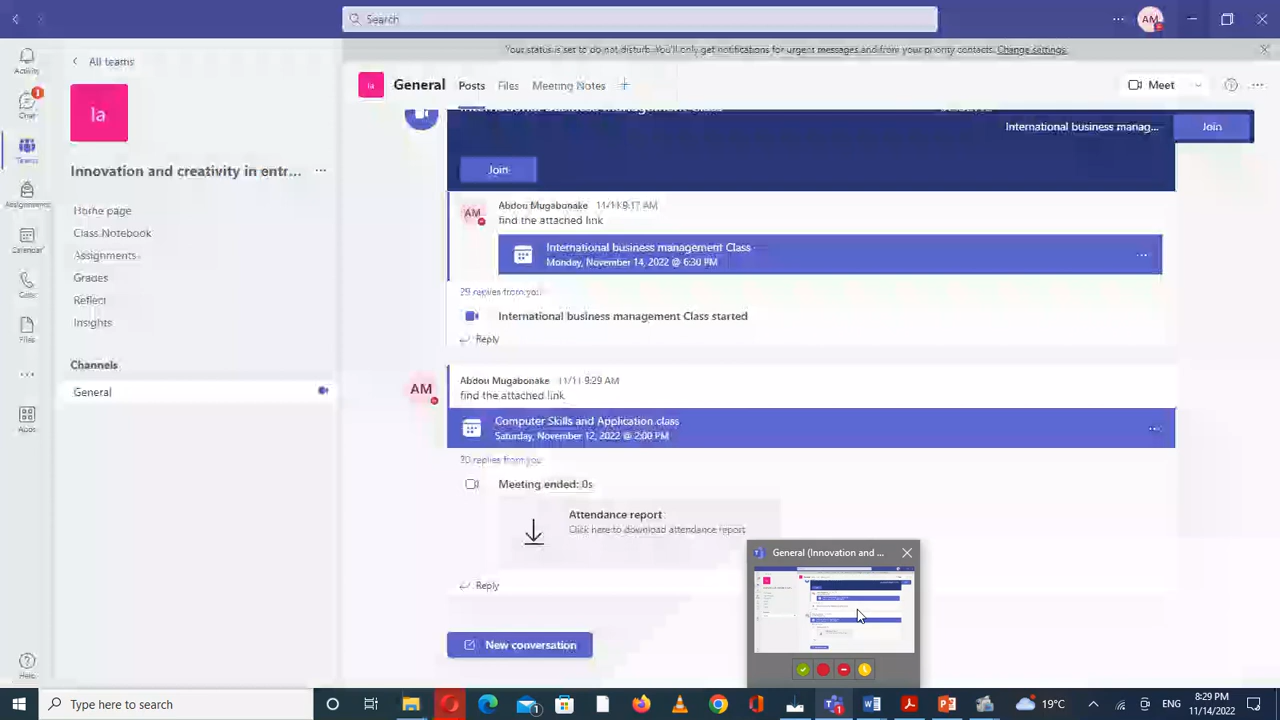 Search
AM
Your status is set to do not disturb. You'll only get notifications for urgent messages and from your priority contacts. Change settings.
Activity
All teams
la
la
General
Posts
Files
Meeting Notes
Meet
1
Chat
Teams
International business manag...
Join
Join
Innovation and creativity in entr...
Assignments
AM
Abdou Mugabonake 11/11 9:17 AM
find the attached link
Home page
Class Notebook
Calendar
International business management Class
Monday, November 14, 2022 @ 6:30 PM
Assignments
Grades
Calls
29 replies from you
Reflect
International business management Class started
Insights
Files
Reply
Channels
General
AM
Abdou Mugabonake 11/11 9:29 AM
find the attached link
Apps
Computer Skills and Application class
Saturday, November 12, 2022 @ 2:00 PM
Meeting ended: 0s
Attendance report
Click here to download attendance report
General (Innovation and ...
Reply
New conversation
Help
Type here to search
1
1
19°C
ENG
8:29 PM
11/14/2022